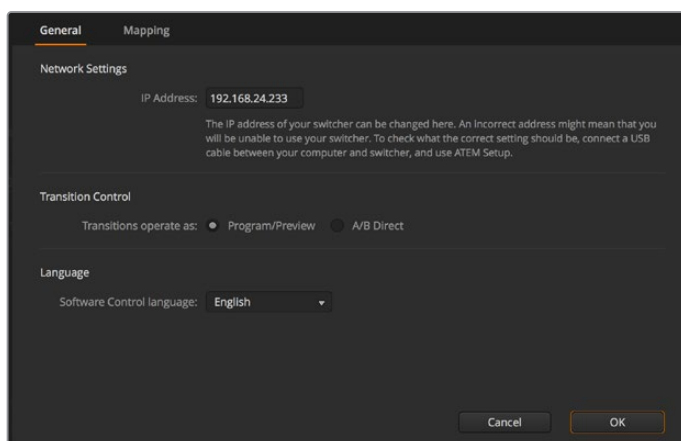 General Mapping
Network Settings
IP Address: 192.168.24.233
The IP address of your switcher can be changed here. An incorrect address might mean that you
will be unable to use your switcher. To check what the correct setting should be, connect a USB
cable between your computer and switcher, and use ATEM Setup.
Transition Control
Transitions operate as: Program/Preview A/B Direct
Language
Software Control language: English
Cancel OK